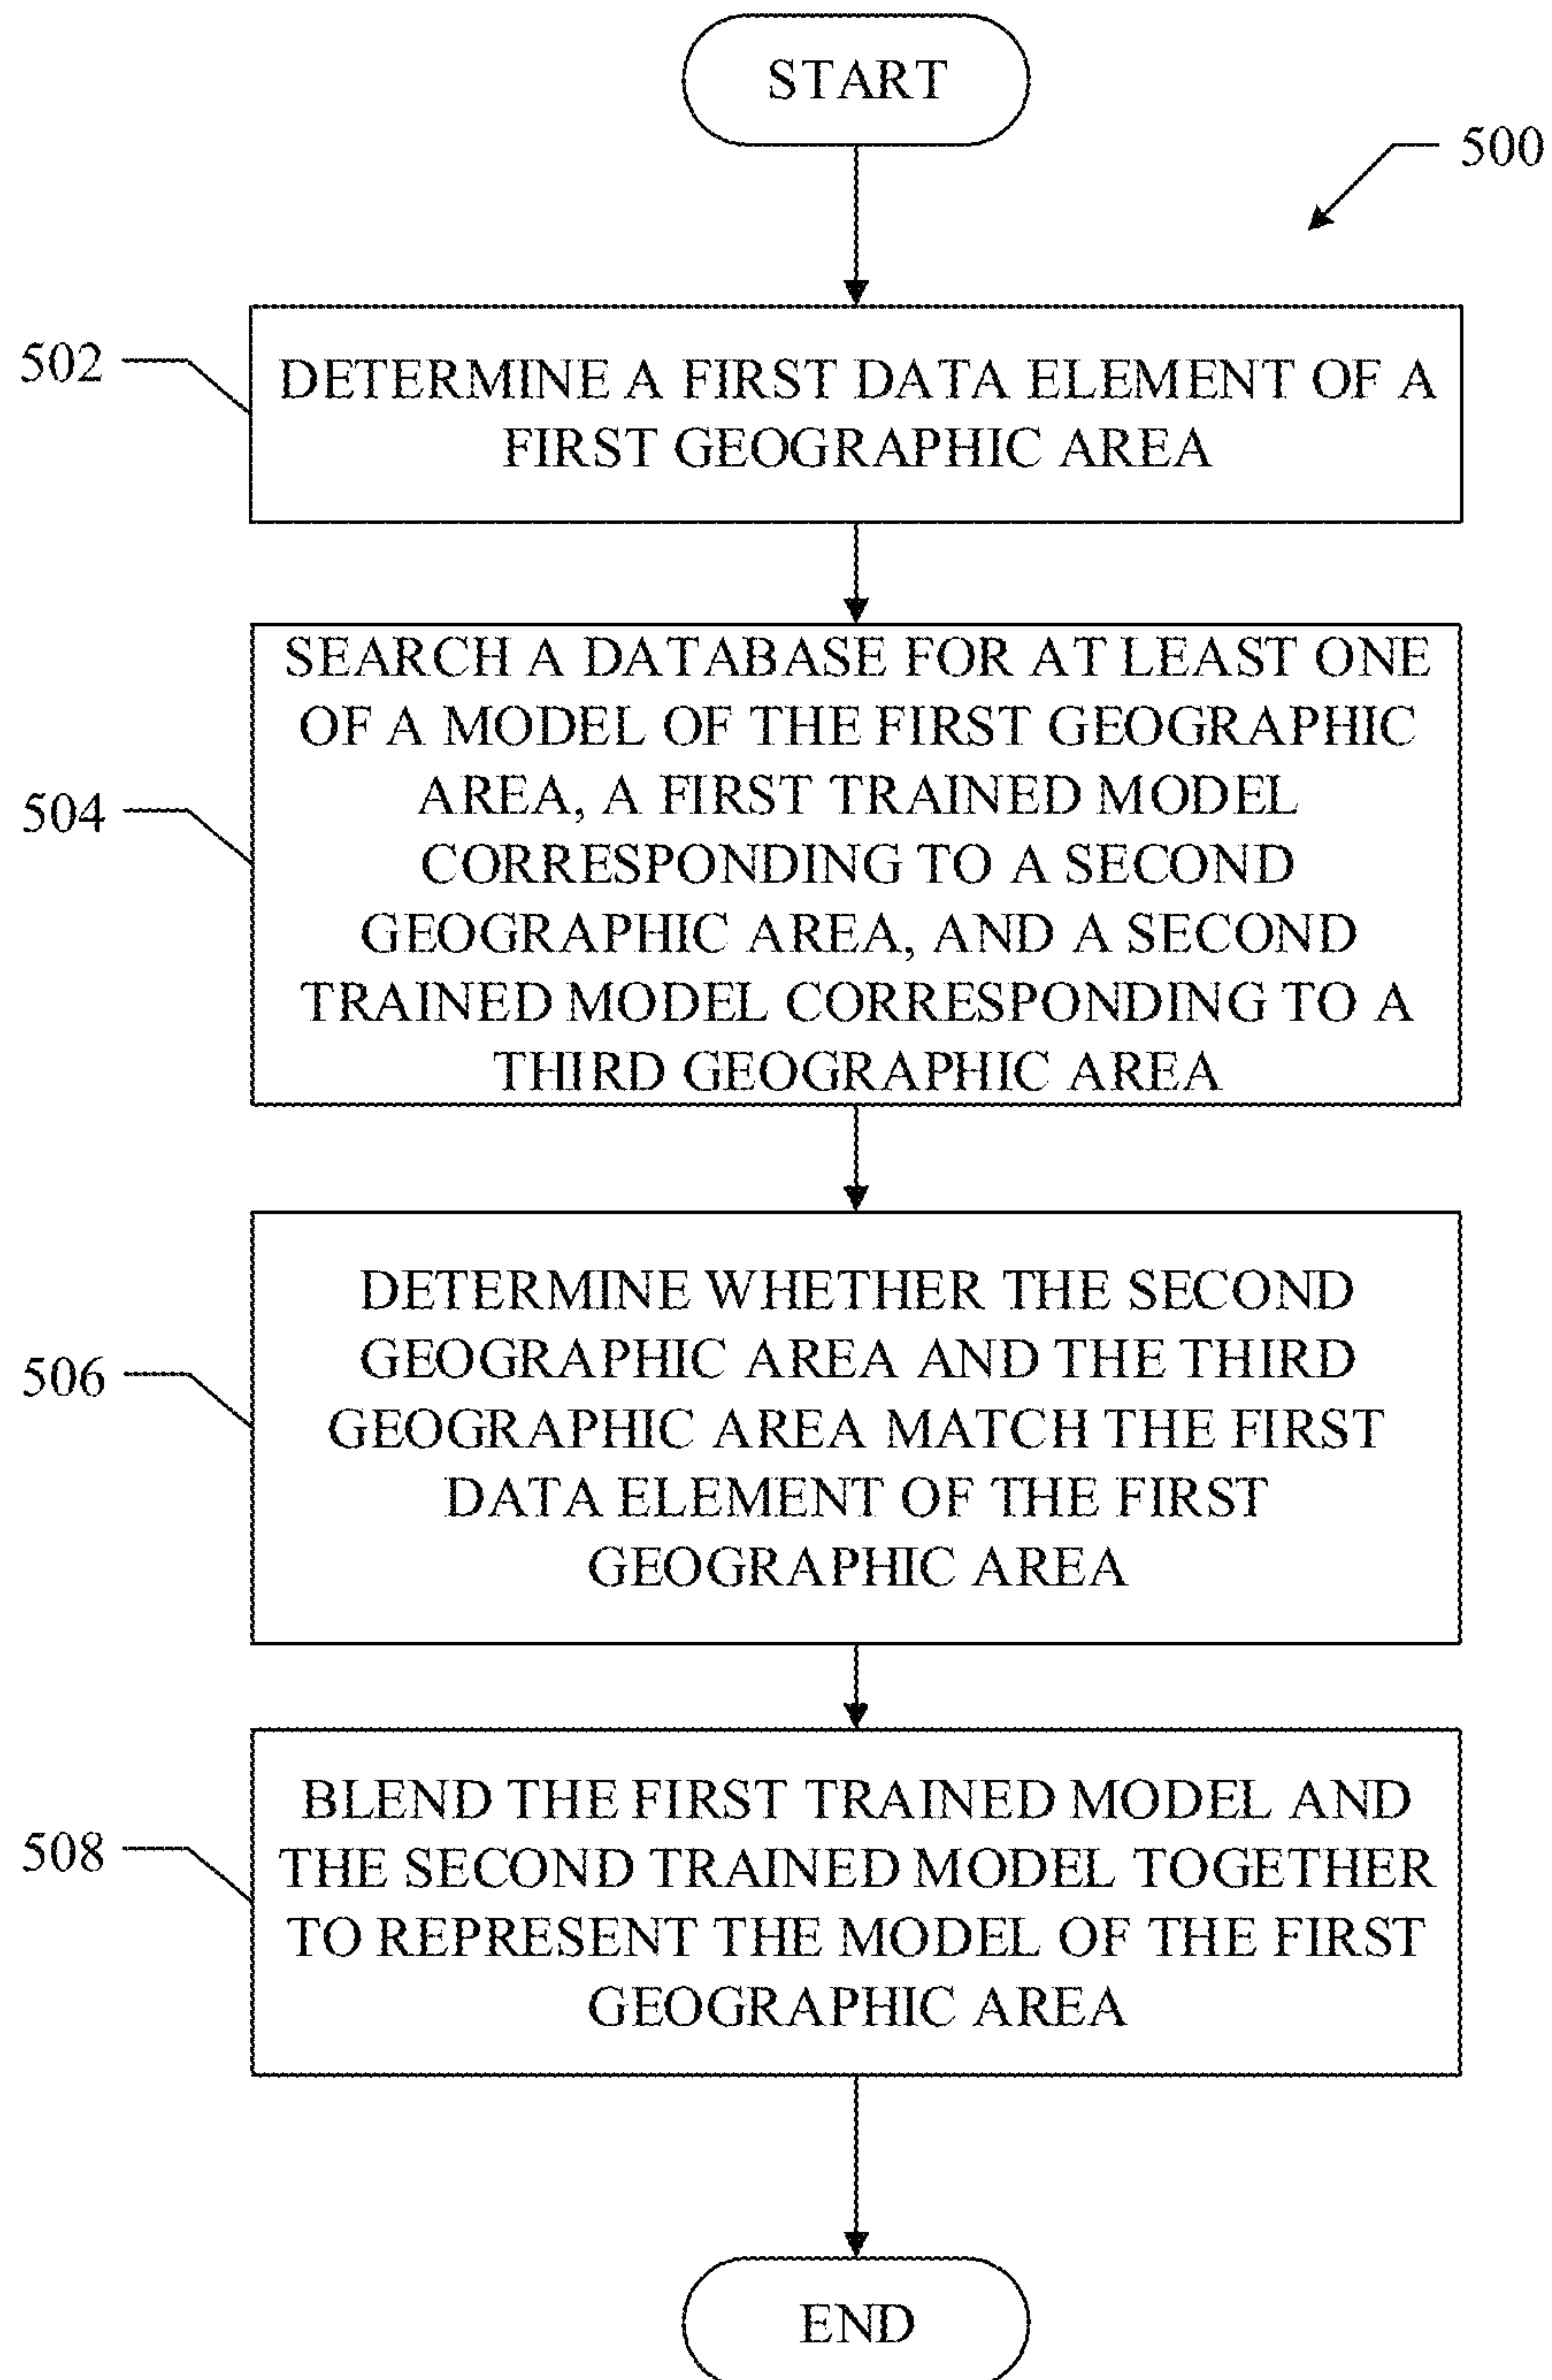 START
500
502
DETERMINE A FIRST DATA ELEMENT OF A
FIRST GEOGRAPHIC AREA
504
SEARCH A DATABASE FOR AT LEAST ONE
OF A MODEL OF THE FIRST GEOGRAPHIC
AREA, A FIRST TRAINED MODEL
CORRESPONDING TO A SECOND
GEOGRAPHIC AREA, AND A SECOND
TRAINED MODEL CORRESPONDING TO A
THIRD GEOGRAPHIC AREA
506
DETERMINE WHETHER THE SECOND
GEOGRAPHIC AREA AND THE THIRD
GEOGRAPHIC AREA MATCH THE FIRST
DATA ELEMENT OF THE FIRST
GEOGRAPHIC AREA
508
BLEND THE FIRST TRAINED MODEL AND
THE SECOND TRAINED MODEL TOGETHER
TO REPRESENT THE MODEL OF THE FIRST
GEOGRAPHIC AREA
END